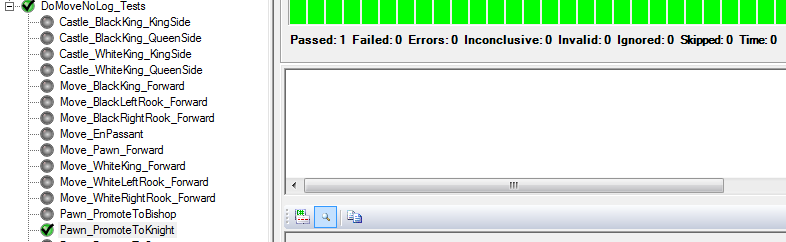 DoMoveNoLog_Tests
Castle_BlackKing_KingSide
Castle_BlackKing_QueenSide
Castle_WhiteKing_KingSide
Castle_WhiteKing_QueenSide
Move_BlackKing_Forward
Move_BlackLeftRook_Forward
Move_BlackRightRook_Forward
Move_EnPassant
Move_Pawn_Forward
Move_WhiteKing_Forward
Move_WhiteLeftRook_Forward
Move_WhiteRightRook_Forward
Pawn_PromoteToBishop
Pawn_PromoteToKnight
Passed: 1 Failed: 0 Errors: 0 Inconclusive: 0 Invalid: 0 Ignored: 0 Skipped: 0 Time: 0